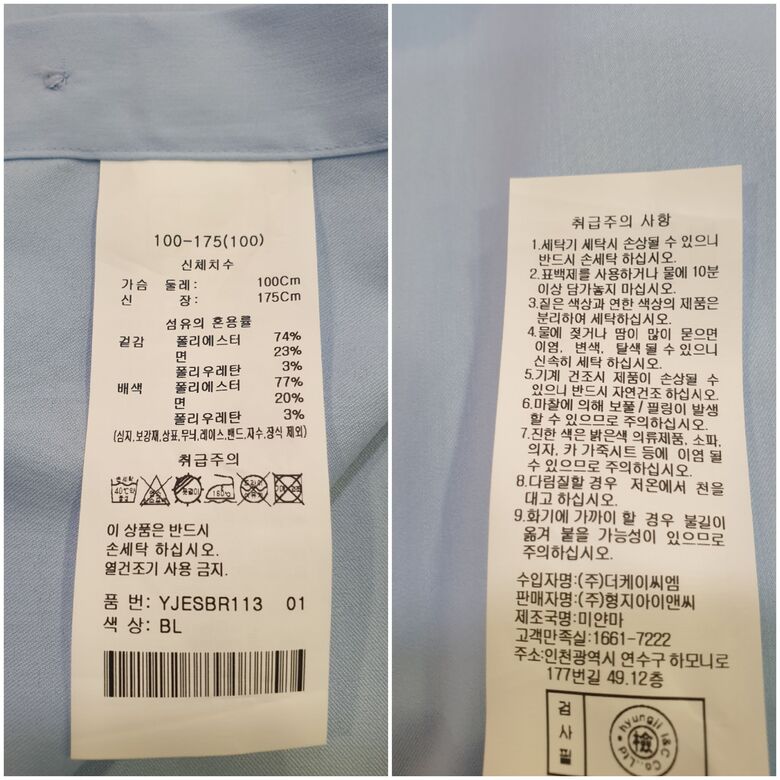 100-175(100)
신체치수
가슴 둘레: 100Cm
신 장: 175Cm
섬유의 혼용률
겉감 폴리에스터 74%
면 23%
폴리우레탄 3%
배색 폴리에스터 77%
면 20%
폴리우레탄 3%
(심지,보강재,상표,무늬,레이스,밴드,자수,장식 제외)
취급주의
이 상품은 반드시
손세탁 하십시오.
열건조기 사용 금지.
품 번: YJESBR113 01
색 상: BL
취급주의 사항
1.세탁기 세탁시 손상될 수 있으니
반드시 손세탁 하십시오.
2.표백제를 사용하거나 물에 10분
이상 담가놓지 마십시오.
3.짙은 색상과 연한 색상의 제품은
분리하여 세탁하십시오.
4.물에 젖거나 땀이 많이 묻으면
이염, 변색, 탈색 될 수 있으니
신속히 세탁 하십시오.
5.기계 건조시 제품이 손상될 수
있으니 반드시 자연건조 하십시오.
6.마찰에 의해 보풀/필링이 발생
할 수 있으므로 주의하십시오.
7.진한 색은 밝은색 의류제품, 소파,
의자, 카 가죽시트 등에 이염 될
수 있으므로 주의하십시오.
8.다림질할 경우 저온에서 천을
대고 하십시오.
9.화기에 가까이 할 경우 불길이
옮겨 붙을 가능성이 있으므로
주의하십시오.
수입자명:(주)더케이씨엠
판매자명:(주)형지아이앤씨
제조국명:미얀마
고객만족실:1661-7222
주소:인천광역시 연수구 하모니로
177번길 49.12층
검
사
필
hyungji I&C Co.,Ltd
檢